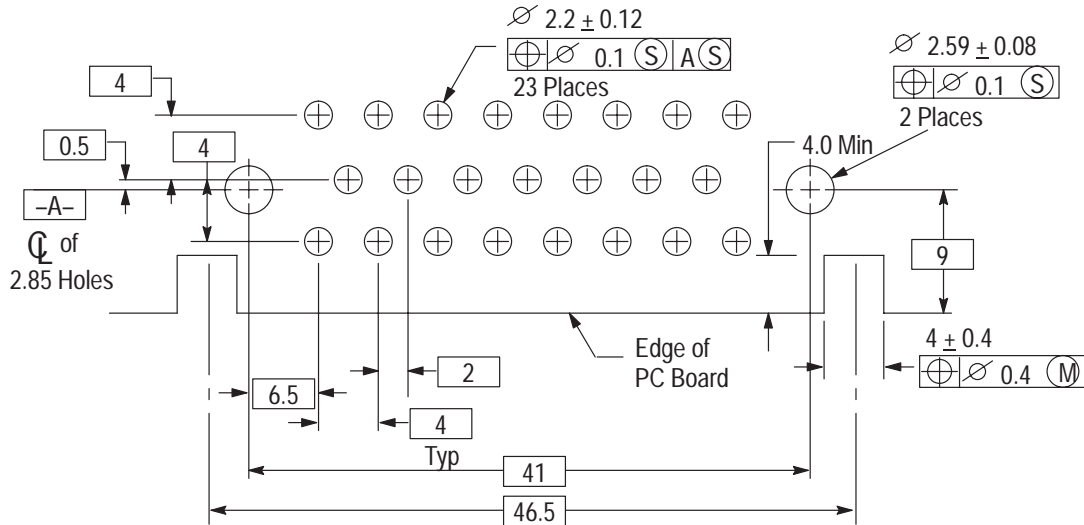 ⌀ 2.2 ± 0.12
⌖ ⌀ 0.1 Ⓢ A Ⓢ
23 Places
⌀ 2.59 ± 0.08
⌖ ⌀ 0.1 Ⓢ
2 Places
4
0.5
4
4.0 Min
–A–
℄ of
2.85 Holes
9
4 ± 0.4
⌖ ⌀ 0.4 Ⓜ
Edge of
PC Board
2
6.5
4
Typ
41
46.5